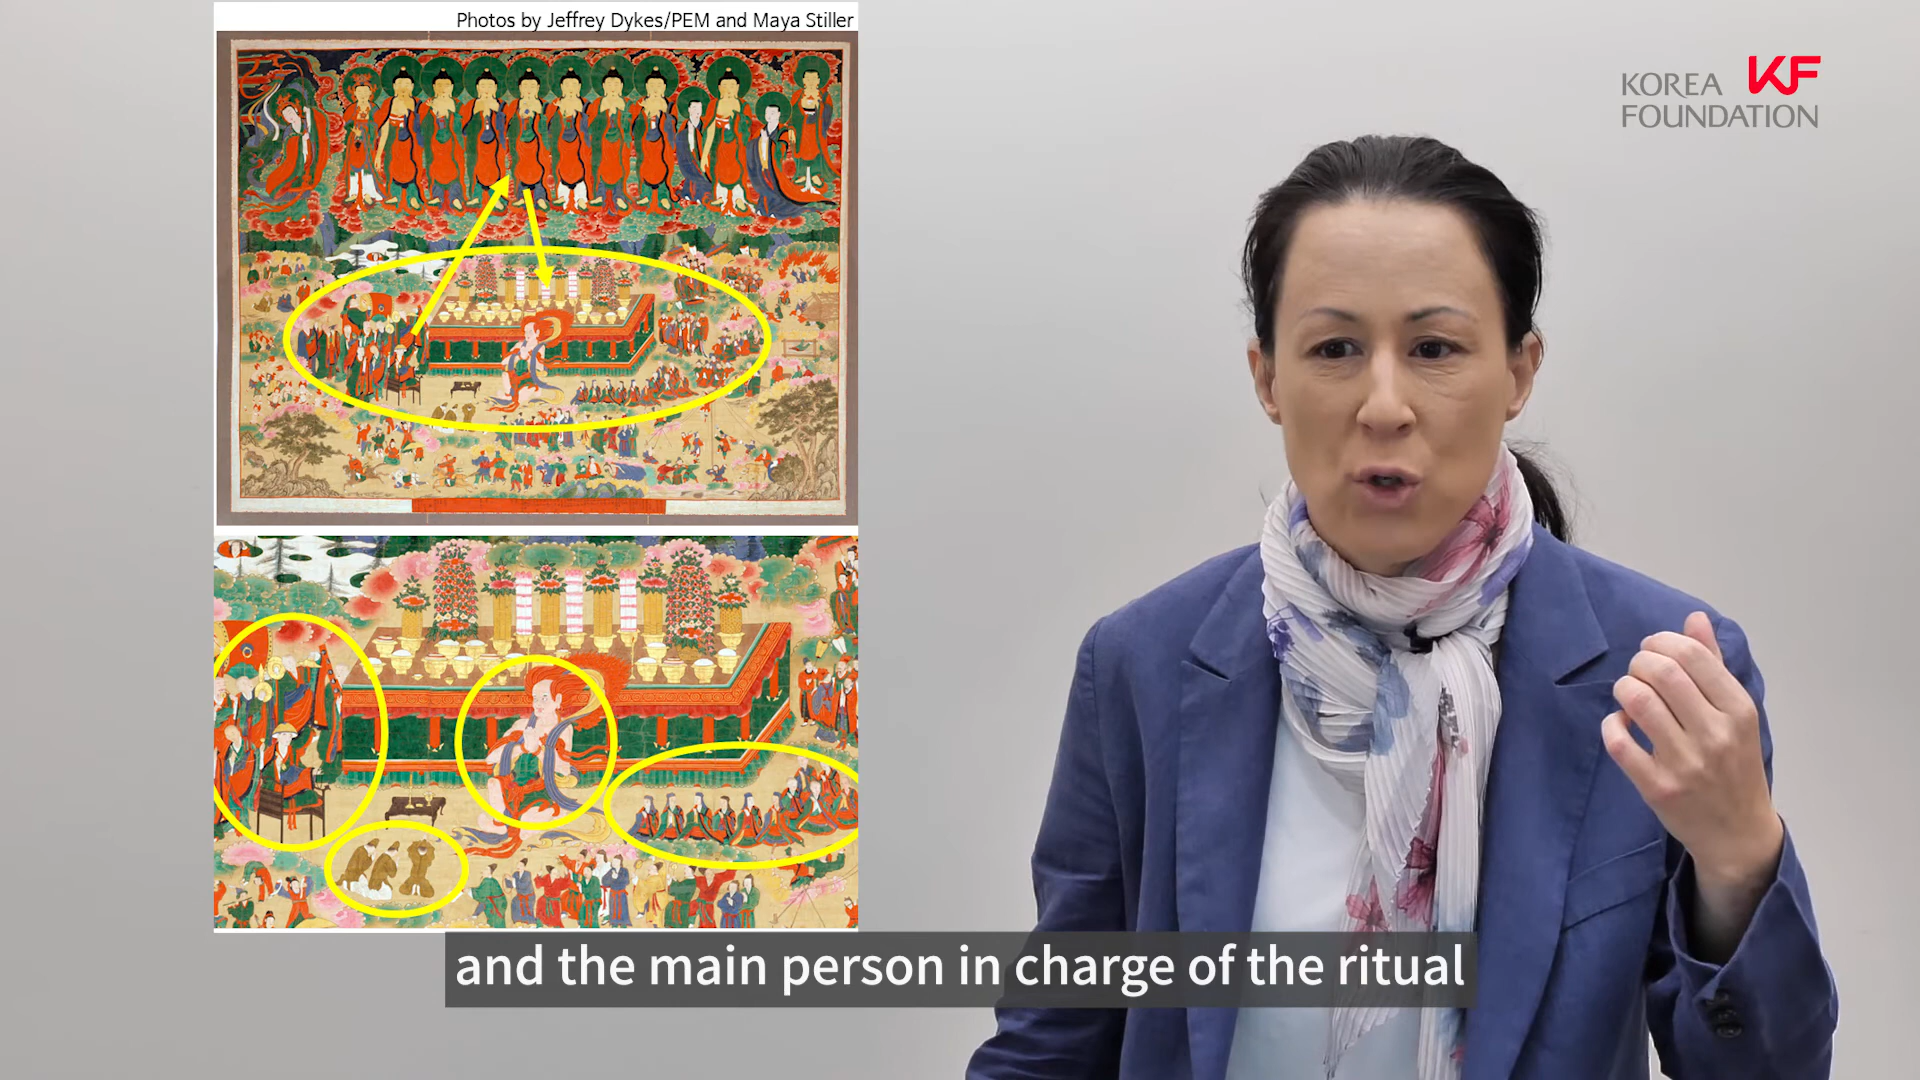 Photos by Jeffrey Dykes/PEM and Maya Stiller
KOREA KF
FOUNDATION
and the main person in charge of the ritual